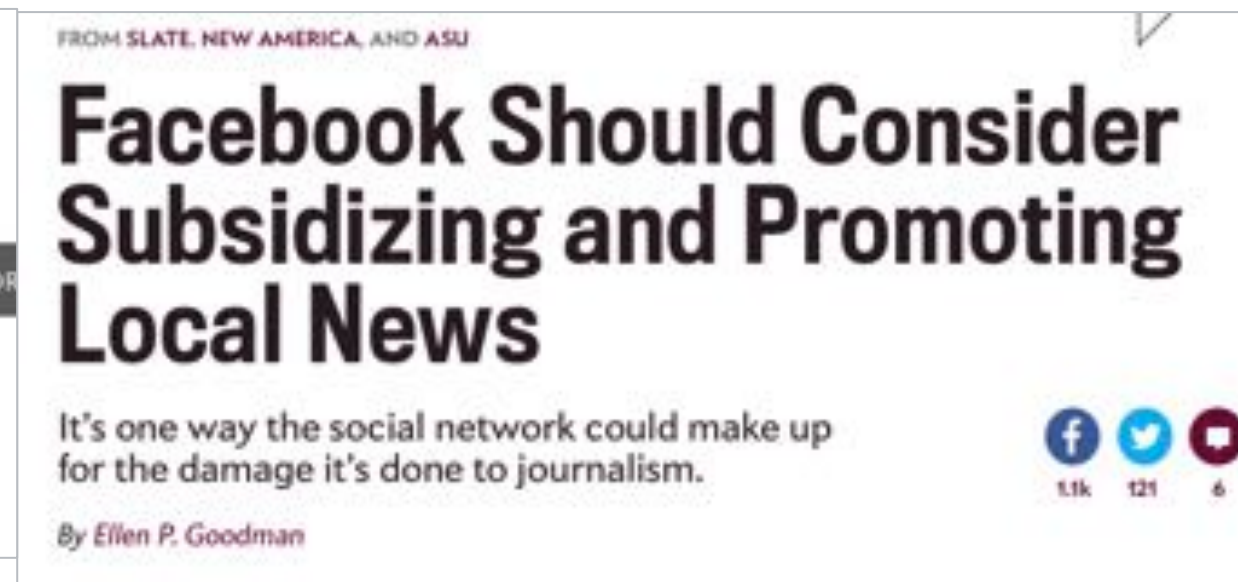 FROM SLATE, NEW AMERICA, AND ASU
Facebook Should Consider
Subsidizing and Promoting
Local News
It's one way the social network could make up
for the damage it's done to journalism.
1.1k 121 6
By Ellen P. Goodman